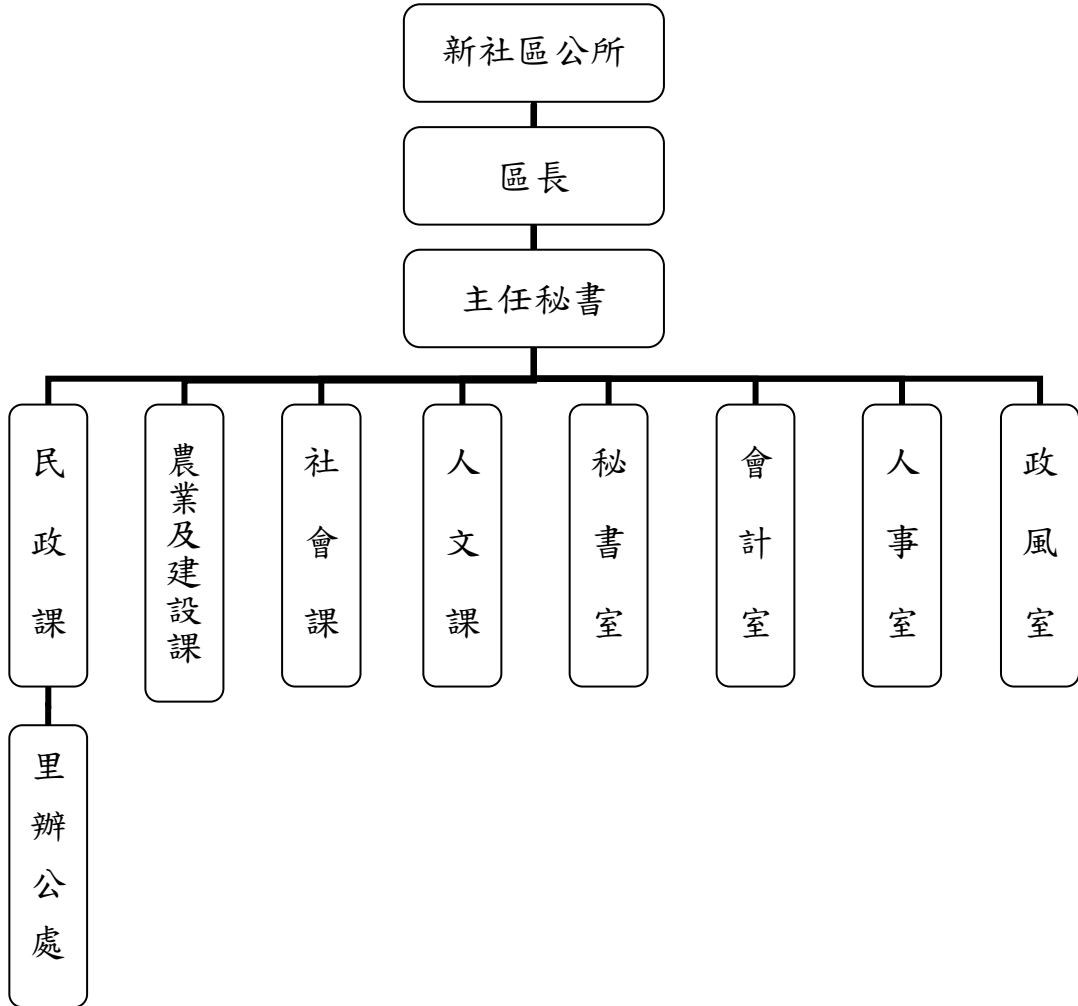 新社區公所
區長
主任秘書
民政課
農業及建設課
社會課
人文課
秘書室
會計室
人事室
政風室
里辦公處